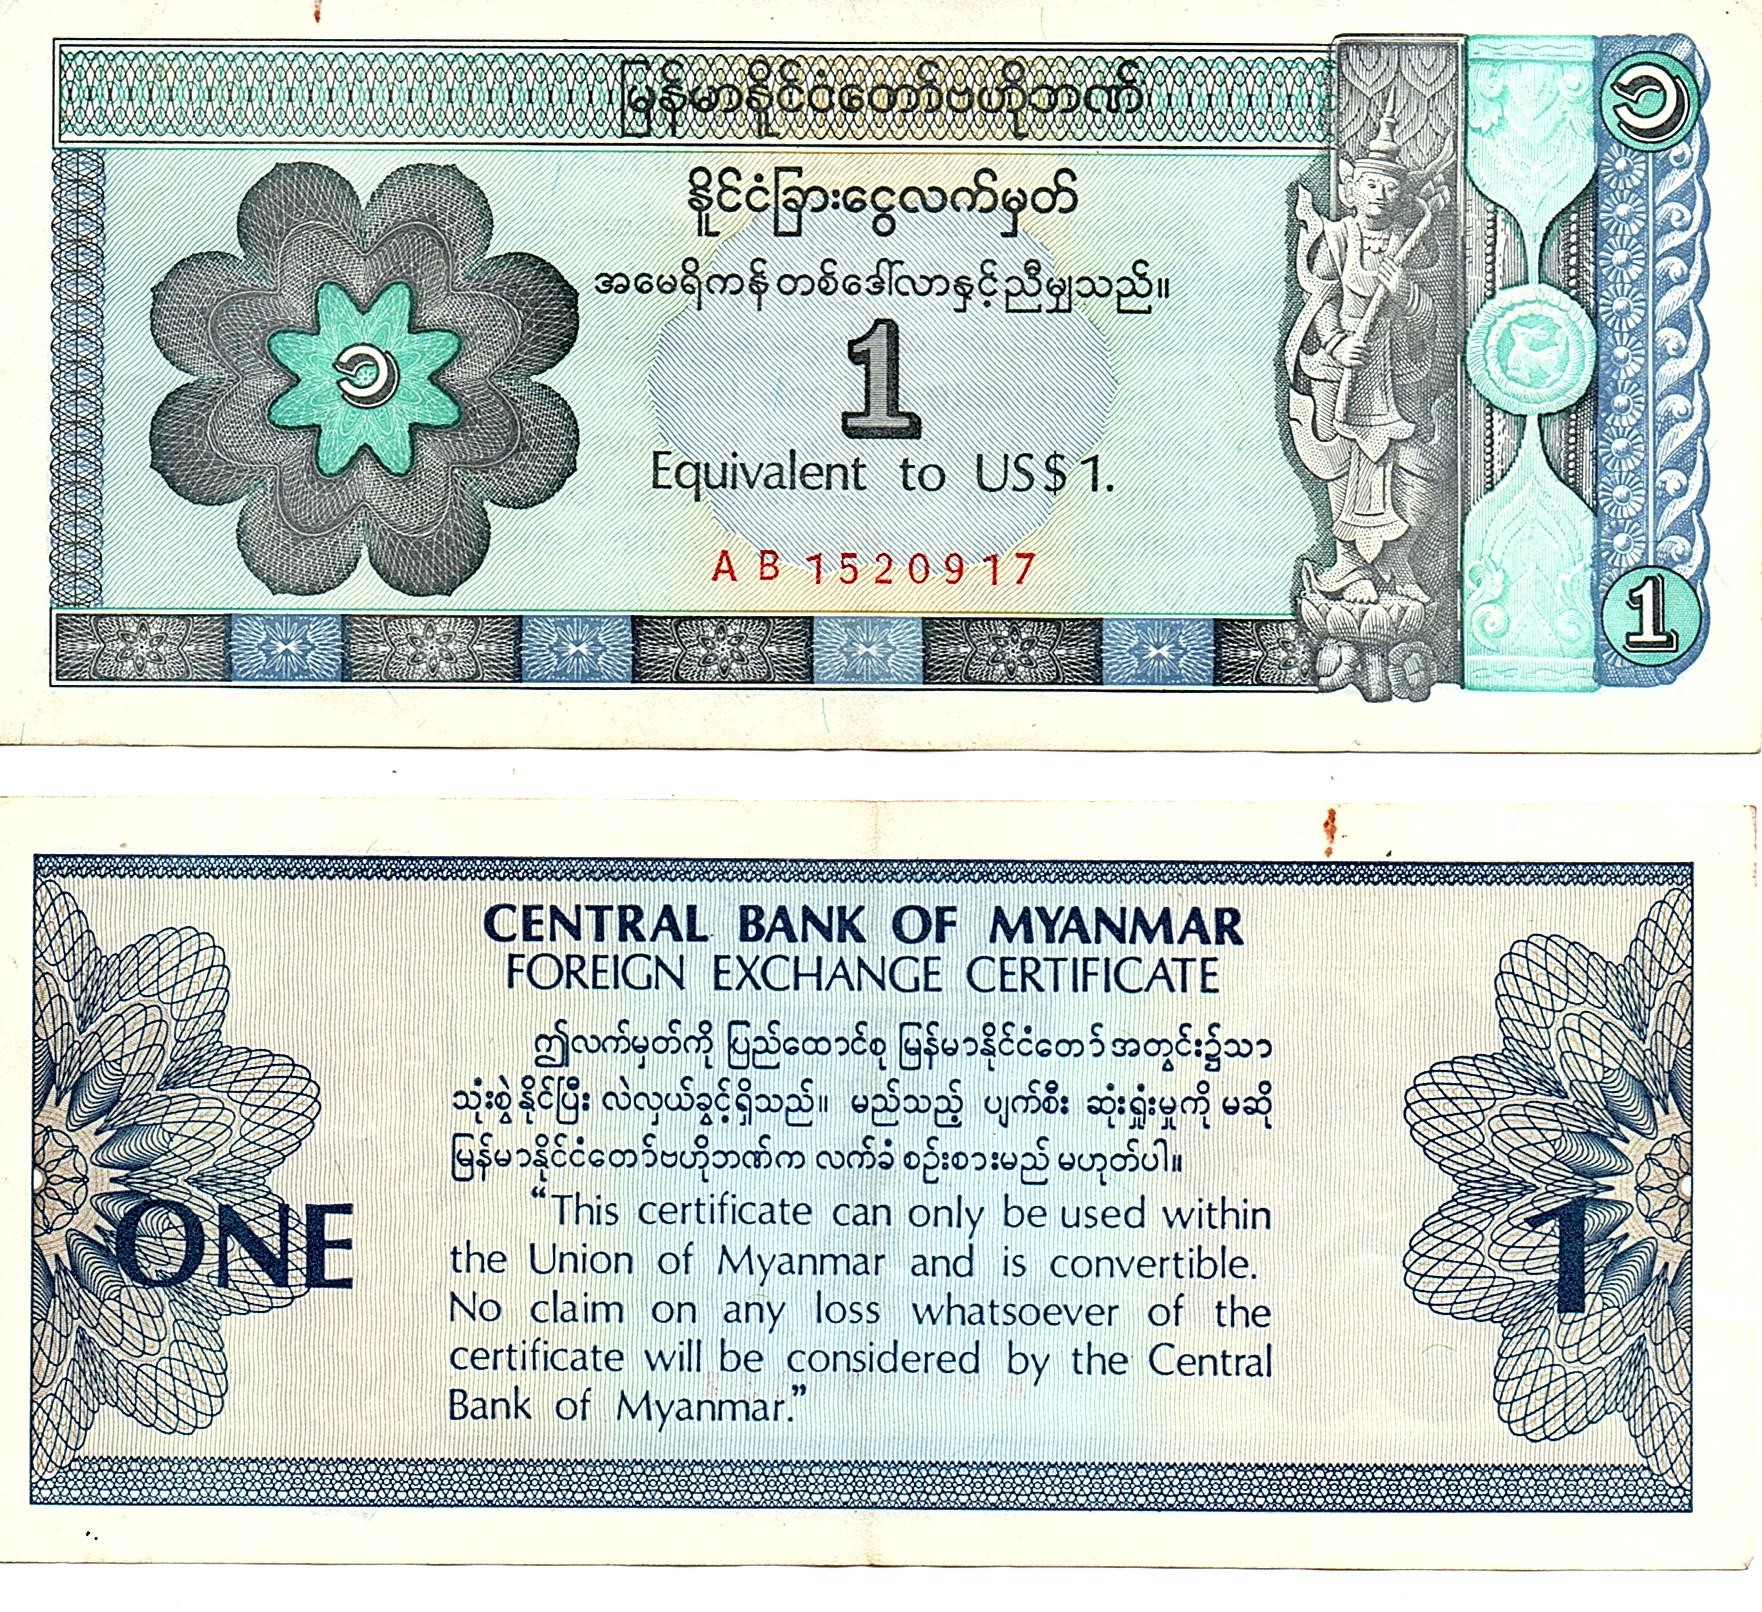 မြန်မာနိူင်ငံတော်ဗဟိုဘဏ်
၁
နိူင်ငံခြားငွေလက်မှတ်
အမေရိကန်တစ်ဒေါ်လာနှင့်ညီမျှသည်။
၁
1
Equivalent to US$ 1.
AB 1520917
1
CENTRAL BANK OF MYANMAR
FOREIGN EXCHANGE CERTIFICATE
ဤလက်မှတ်ကို ပြည်ထောင်စု မြန်မာနိုင်ငံတော် အတွင်း၌သာ
သုံးစွဲ နိုင်ပြီး လဲလှယ်ခွင့်ရှိသည်။ မည်သည့် ပျက်စီး ဆုံးရှုံးမှုကို မဆို
မြန်မာနိုင်ငံတော်ဗဟိုဘဏ်က လက်ခံ စဉ်းစားမည် မဟုတ်ပါ။
“This certificate can only be used within
the Union of Myanmar and is convertible.
No claim on any loss whatsoever of the
certificate will be considered by the Central
Bank of Myanmar.”
ONE
1